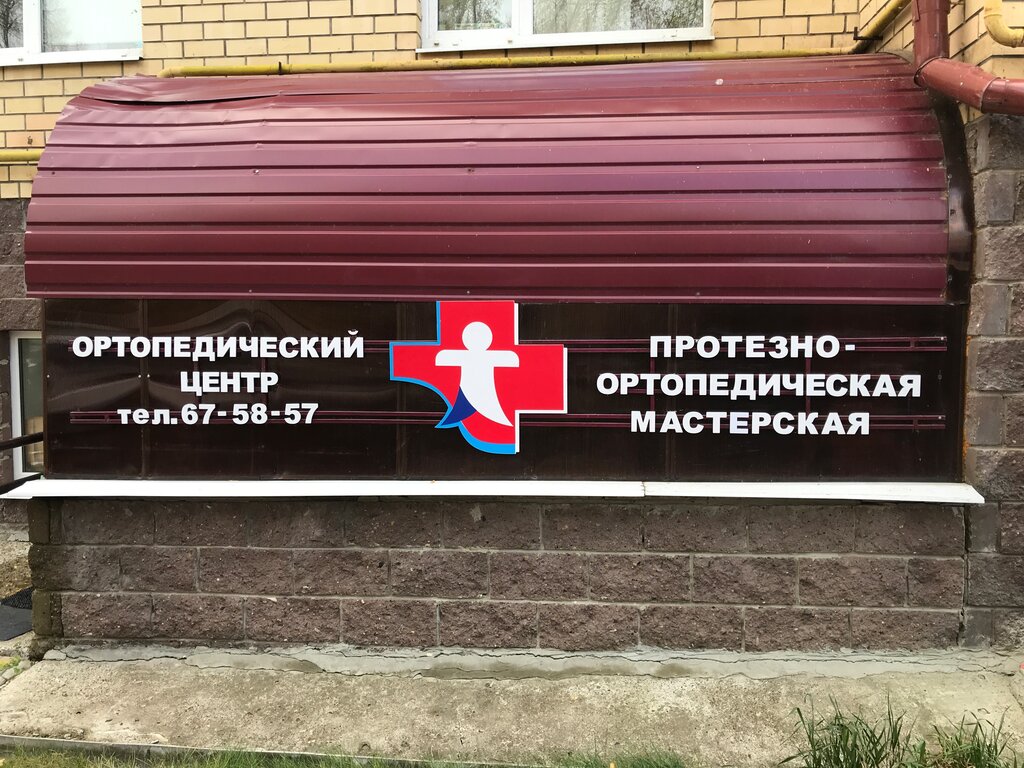 ОРТОПЕДИЧЕСКИЙ
ЦЕНТР
тел.67-58-57
ПРОТЕЗНО-
ОРТОПЕДИЧЕСКАЯ
МАСТЕРСКАЯ